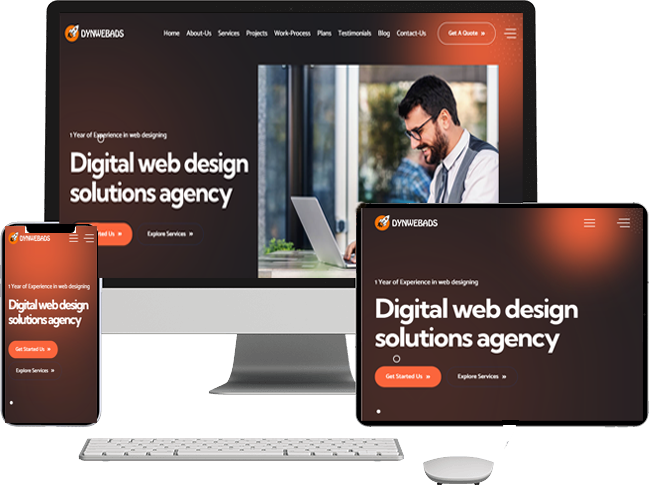 DYNWEBADS
Home About-Us Services Projects Work-Process Plans Testimonials Blog Contact-Us Get A Quote »
1 Year of Experience in web designing
Digital web design
solutions agency
ted Us » Explore Services »
DYNWEBADS
1 Year of Experience in web designing
Digital web design
solutions agency
Get Started Us »
Explore Services »
DYNWEBADS
1 Year of Experience in web designing
Digital web design
solutions agency
Get Started Us » Explore Services »